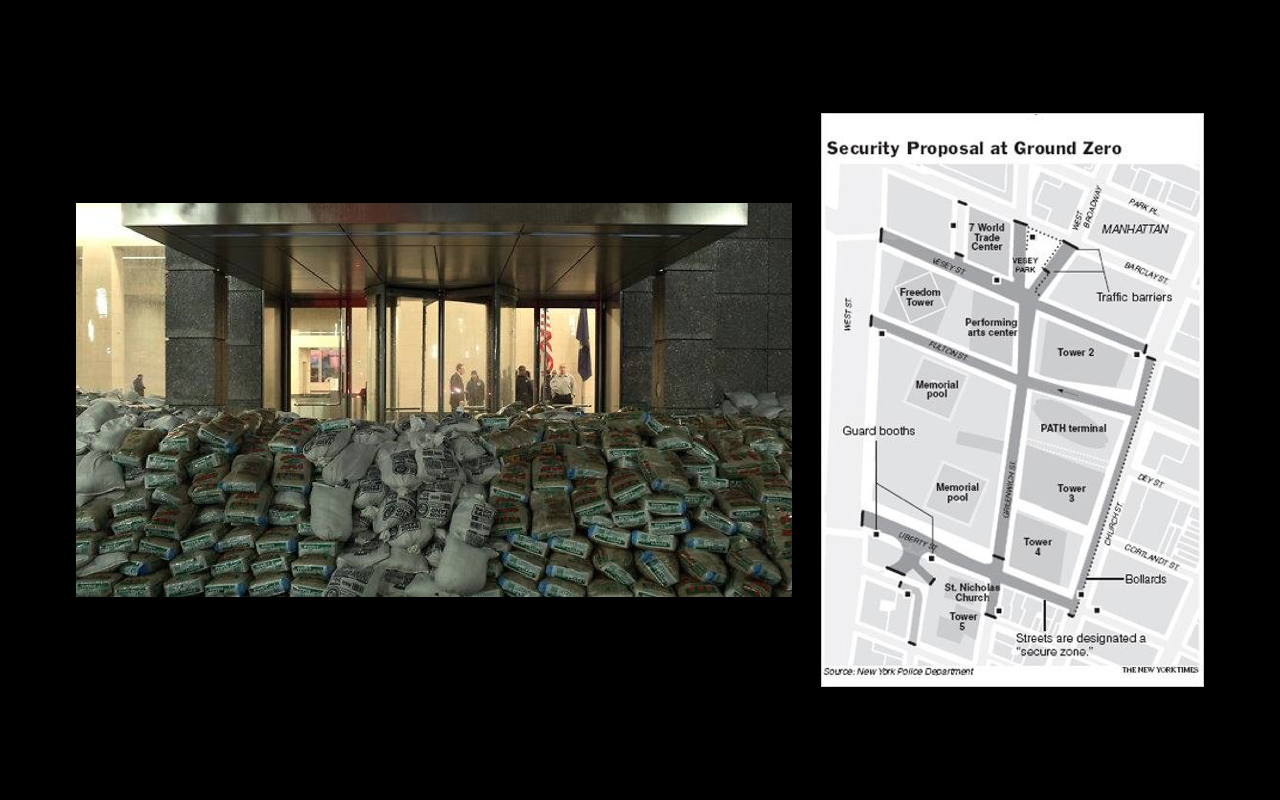 Security Proposal at Ground Zero
PARK PL.
WEST
BROADWAY
MANHATTAN
7 World
Trade
Center
VESEY
PARK
BARCLAY ST.
VESEY ST.
Traffic barriers
Freedom
Tower
WEST ST.
Performing
arts center
Tower 2
FULTON ST.
Memorial
pool
PATH terminal
Guard booths
Memorial
pool
GREENWICH ST.
Tower
3
DEY ST.
CHURCH ST.
LIBERTY ST.
Tower
4
CORTLANDT ST.
Bollards
St. Nicholas
Church
Tower
5
Streets are designated a
"secure zone."
Source: New York Police Department
THE NEW YORK TIMES